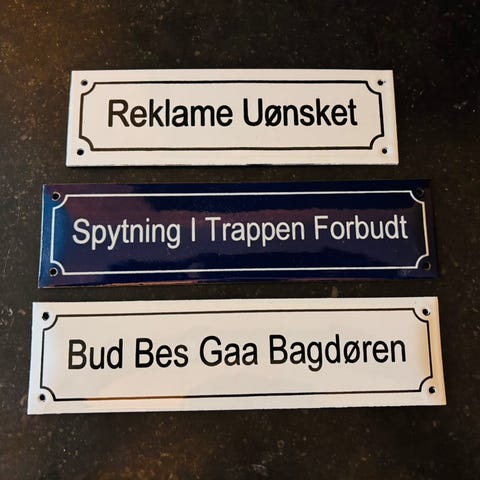 Reklame Uønsket
Spytning I Trappen Forbudt
Bud Bes Gaa Bagdøren